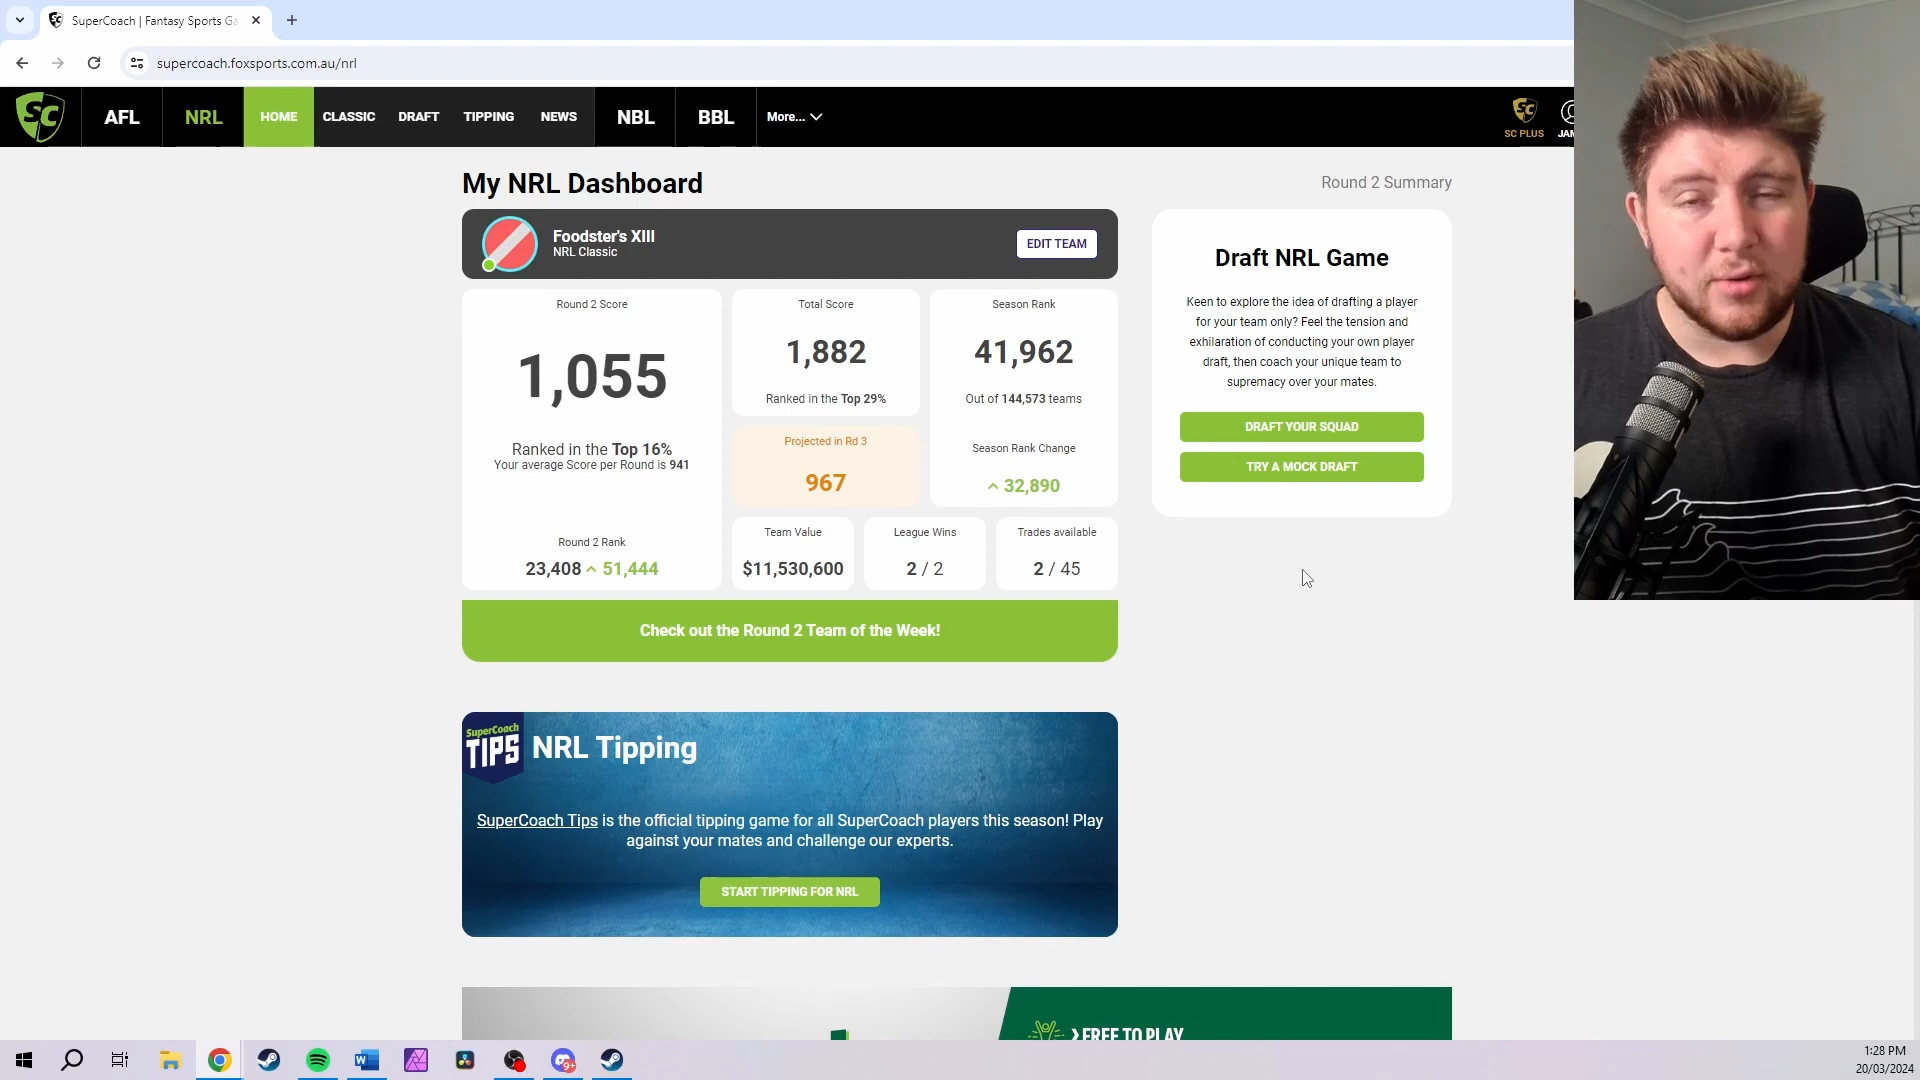 SuperCoach | Fantasy Sports Ga
supercoach.foxsports.com.au/nrl
SC
AFL
NRL
HOME
CLASSIC
DRAFT
TIPPING
NEWS
NBL
BBL
More...
SC PLUS
JAM
My NRL Dashboard
Round 2 Summary
Foodster's XIII
NRL Classic
EDIT TEAM
Round 2 Score
1,055
Ranked in the Top 16%
Your average Score per Round is 941
Round 2 Rank
23,408 51,444
Total Score
1,882
Ranked in the Top 29%
Projected in Rd 3
967
Season Rank
41,962
Out of 144,573 teams
Season Rank Change
32,890
Team Value
$11,530,600
League Wins
2 / 2
Trades available
2 / 45
Check out the Round 2 Team of the Week!
Draft NRL Game
Keen to explore the idea of drafting a player
for your team only? Feel the tension and
exhilaration of conducting your own player
draft, then coach your unique team to
supremacy over your mates.
DRAFT YOUR SQUAD
TRY A MOCK DRAFT
SuperCoach
TIPS
NRL Tipping
SuperCoach Tips is the official tipping game for all SuperCoach players this season! Play
against your mates and challenge our experts.
START TIPPING FOR NRL
FREE TO PLAY
9+
1:28 PM
20/03/2024